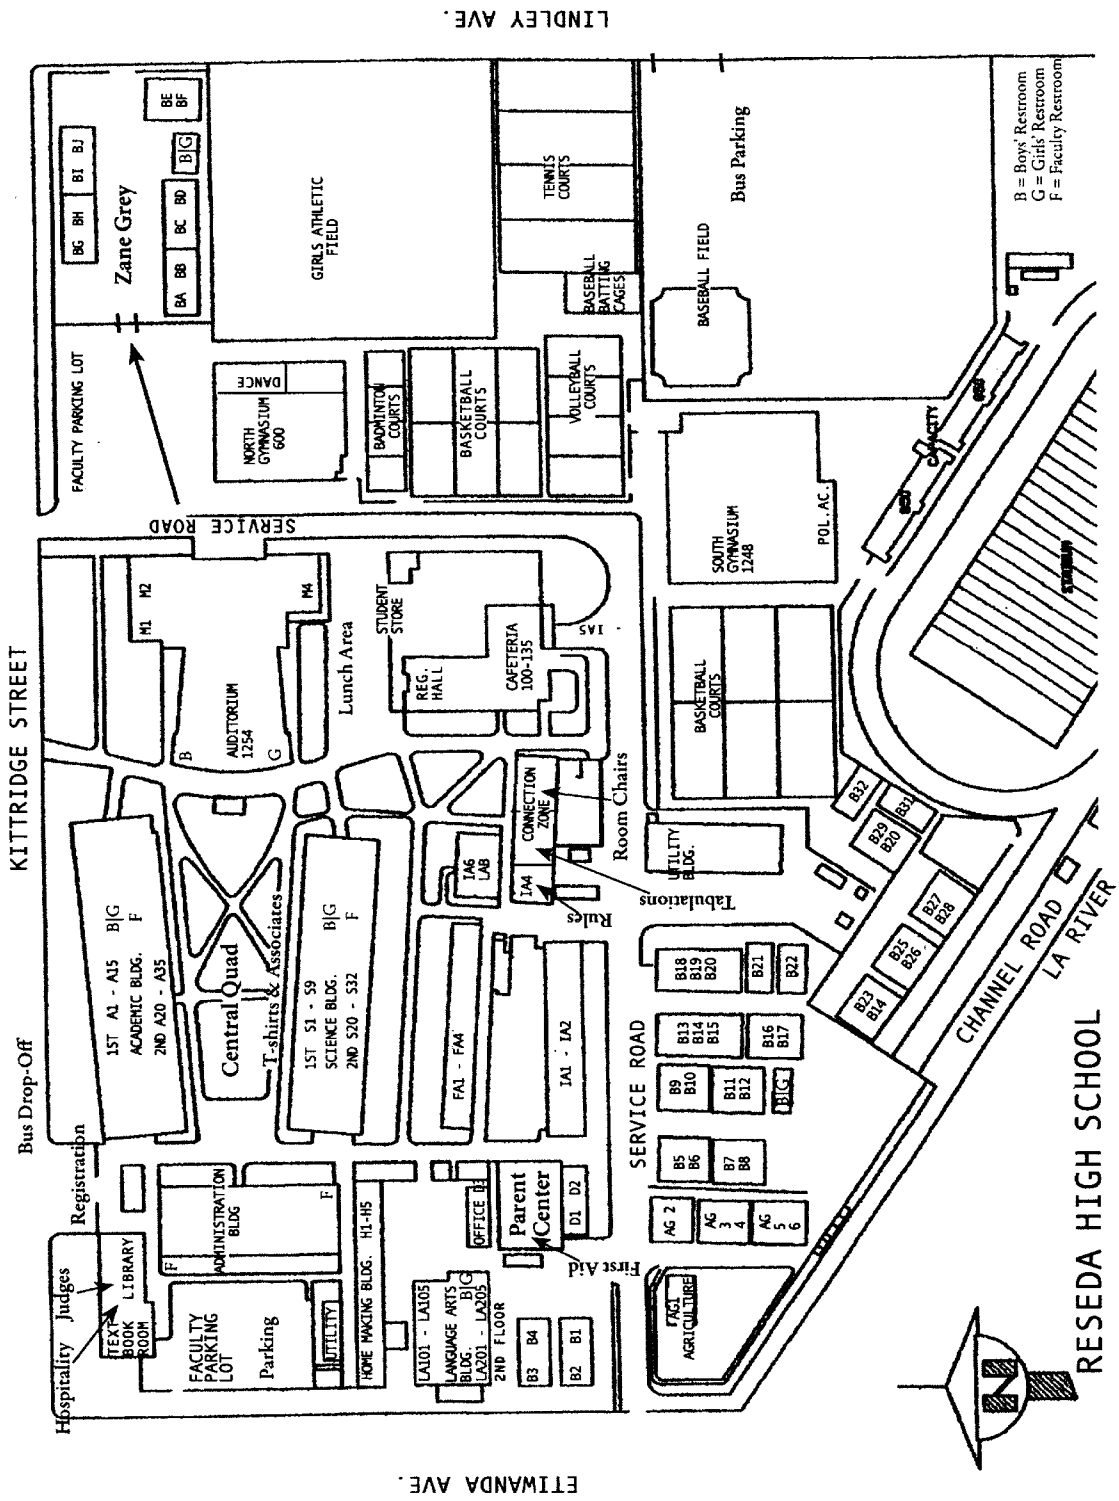 LINDLEY AVE.
KITTRIDGE STREET
BE
BF
BG BH
BI BJ
B|G
Zane Grey
BA BB
BC BD
FACULTY PARKING LOT
GIRLS ATHLETIC
FIELD
TENNIS
COURTS
Bus Parking
B = Boys' Restroom
G = Girls' Restroom
F = Faculty Restroom
BASEBALL
BATTING
CAGES
BASEBALL FIELD
DANCE
NORTH
GYMNASIUM
600
BADMINTON
COURTS
BASKETBALL
COURTS
VOLLEYBALL
COURTS
CAPACITY
SERVICE ROAD
SOUTH
GYMNASIUM
1248
POL.AC.
STADIUM
M1
M2
M4
AUDITORIUM
1254
B
G
Lunch Area
STUDENT
STORE
REG.
HALL
CAFETERIA
100-135
IA5
BASKETBALL
COURTS
CONNECTION
ZONE
Room Chairs
IA6
LAB
IA4
Rules
Tabulations
UTILITY
BLDG.
B32
B31
B29
B20
B27
B28
B25
B26
B23
B14
CHANNEL ROAD
LA RIVER
1ST A1 - A15 B|G
ACADEMIC BLDG. F
2ND A20 - A35
Central Quad
T-shirts & Associates
1ST S1 - S9 B|G
SCIENCE BLDG. F
2ND S20 - S32
FA1 - FA4
IA1 - IA2
B18
B19
B20
B21
B22
SERVICE ROAD
B13
B14
B15
B16
B17
B9
B10
B11
B12
B|G
B5
B6
B7
B8
AG 2
AG
3
4
AG
5
6
Bus Drop-Off
Registration
Judges
Hospitality
LIBRARY
TEXT
BOOK
ROOM
ADMINISTRATION
BLDG
F
F
FACULTY
PARKING
LOT
Parking
UTILITY
HOME MAKING BLDG. H1-H5
OFFICE
Parent
Center
D1
D2
First Aid
LA101 - LA105
LANGUAGE ARTS B|G
BLDG.
LA201 - LA205
2ND FLOOR
B3 B4
B2 B1
AG1
AGRICULTURE
N
RESEDA HIGH SCHOOL
ETIWANDA AVE.